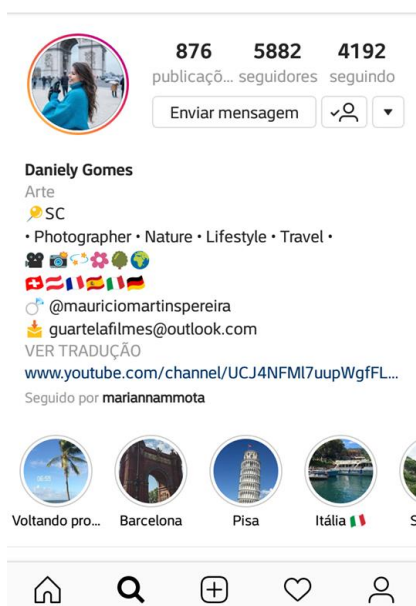 876 5882 4192
publicaçõ... seguidores seguindo
Enviar mensagem
Daniely Gomes
Arte
SC
• Photographer • Nature • Lifestyle • Travel •
@mauriciomartinspereira
guartelafilmes@outlook.com
VER TRADUÇÃO
www.youtube.com/channel/UCJ4NFMl7uupWgfFL...
Seguido por mariannammota
Voltando pro... Barcelona Pisa Itália